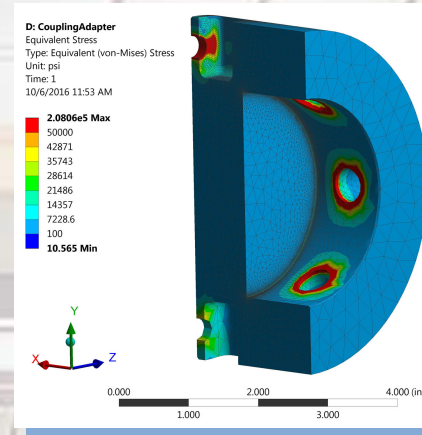 D: CouplingAdapter
Equivalent Stress
Type: Equivalent (von-Mises) Stress
Unit: psi
Time: 1
10/6/2016 11:53 AM
2.0806e5 Max
50000
42871
35743
28614
21486
14357
7228.6
100
10.565 Min
Y
X
Z
0.000
2.000
4.000 (in
1.000
3.000